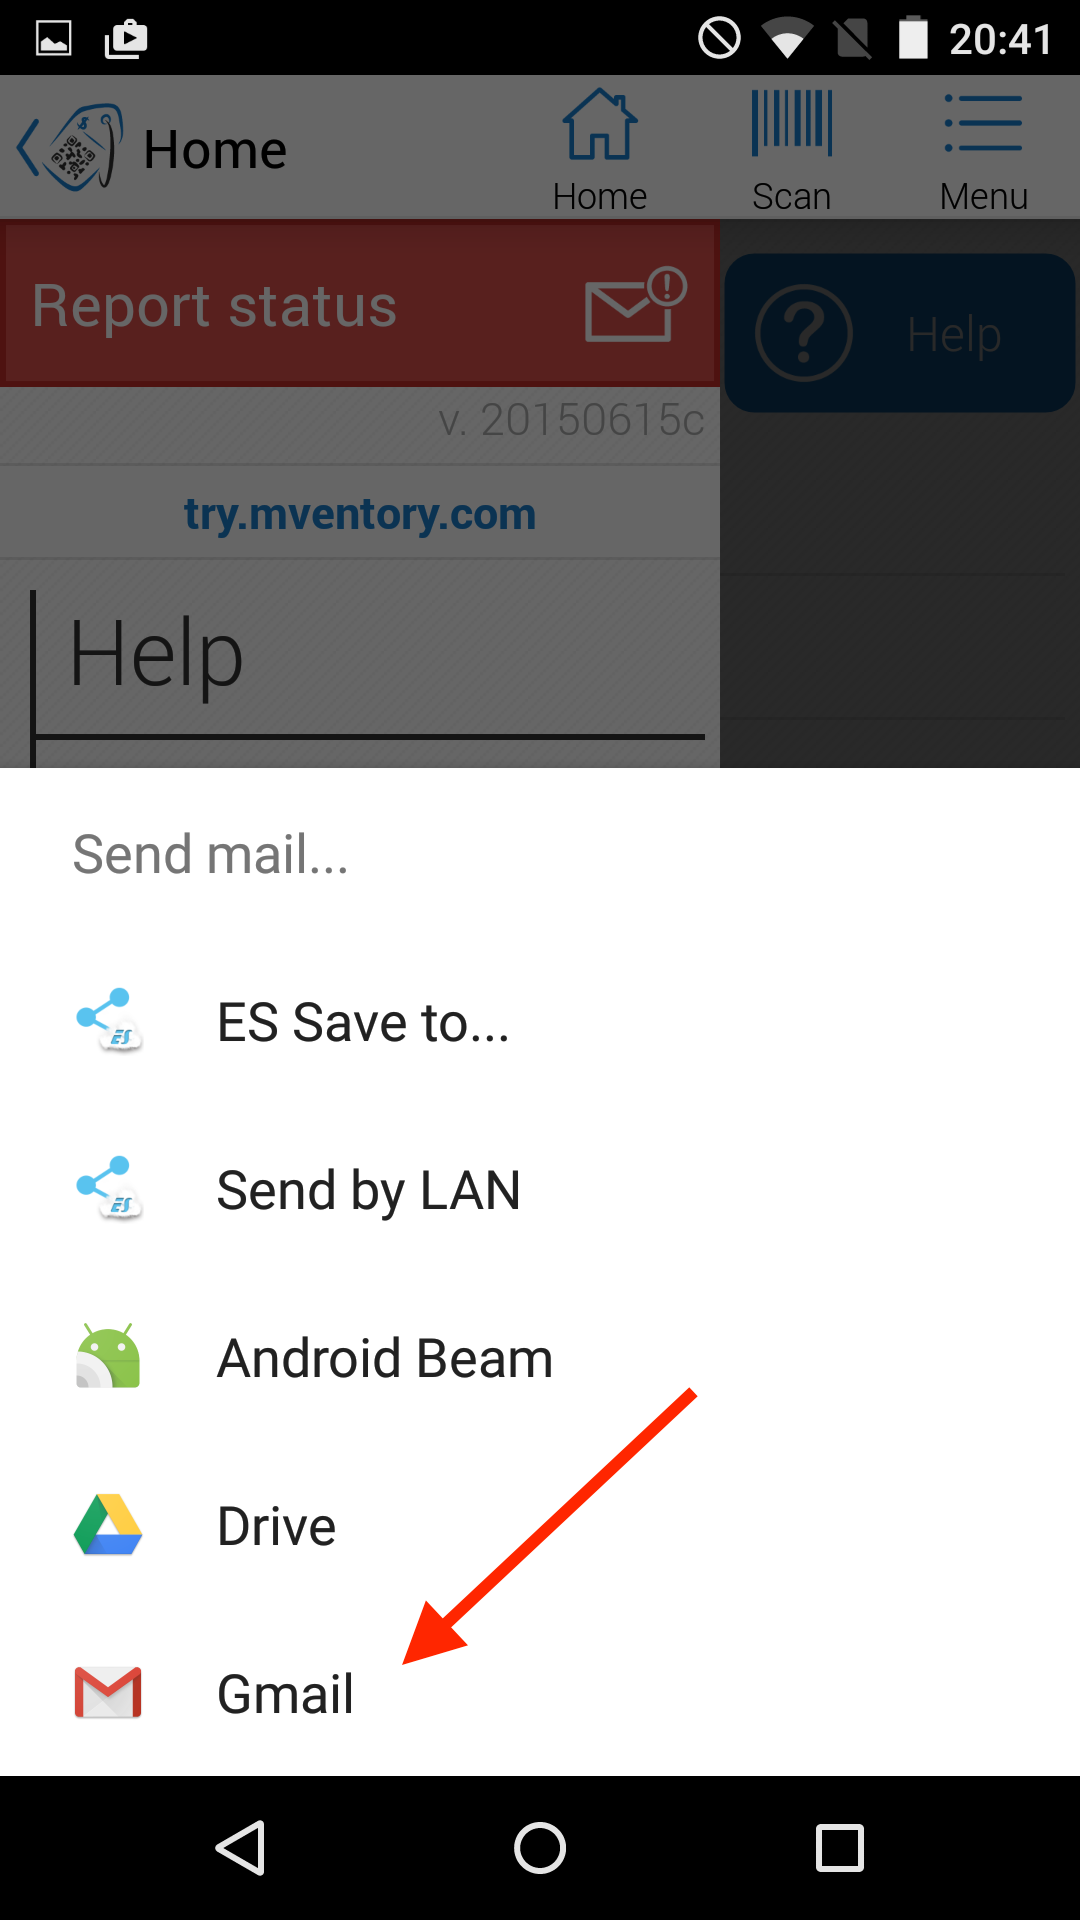 20:41
Home
Home
Scan
Menu
Report status
Help
v. 20150615c
try.mventory.com
Help
Send mail...
ES Save to...
Send by LAN
Android Beam
Drive
Gmail